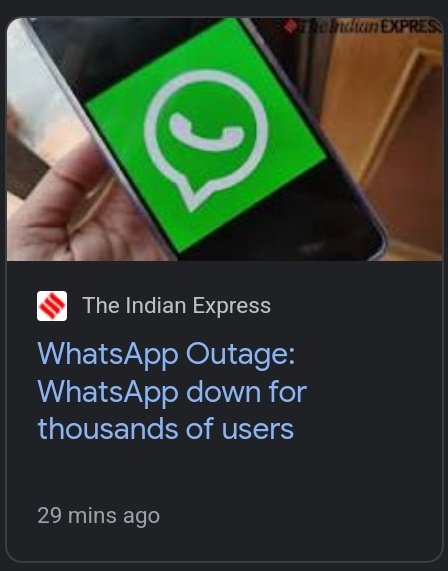 The Indian EXPRESS
The Indian Express
WhatsApp Outage:
WhatsApp down for
thousands of users
29 mins ago